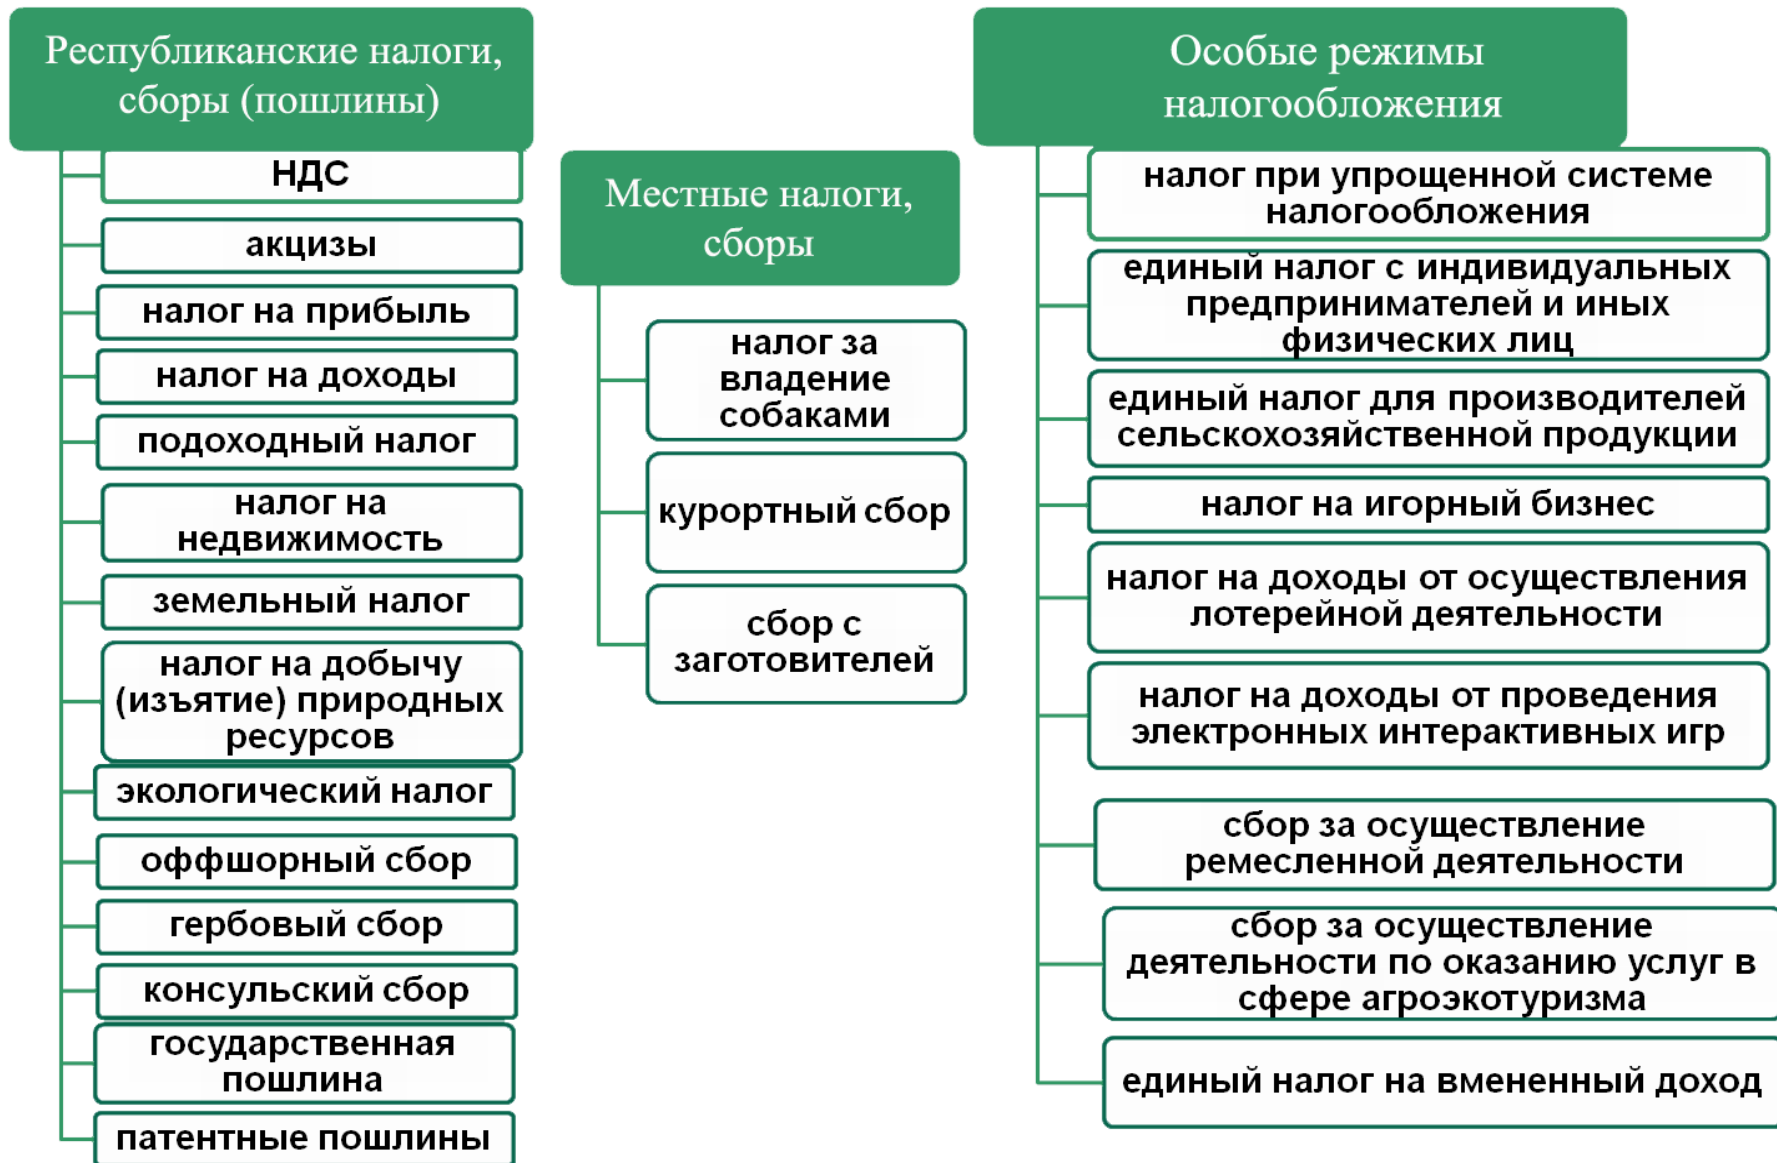 Республиканские налоги,
сборы (пошлины)
НДС
акцизы
налог на прибыль
налог на доходы
подоходный налог
налог на
недвижимость
земельный налог
налог на добычу
(изъятие) природных
ресурсов
экологический налог
оффшорный сбор
гербовый сбор
консульский сбор
государственная
пошлина
патентные пошлины
Местные налоги,
сборы
налог за
владение
собаками
курортный сбор
сбор с
заготовителей
Особые режимы
налогообложения
налог при упрощенной системе
налогообложения
единый налог с индивидуальных
предпринимателей и иных
физических лиц
единый налог для производителей
сельскохозяйственной продукции
налог на игорный бизнес
налог на доходы от осуществления
лотерейной деятельности
налог на доходы от проведения
электронных интерактивных игр
сбор за осуществление
ремесленной деятельности
сбор за осуществление
деятельности по оказанию услуг в
сфере агроэкотуризма
единый налог на вмененный доход